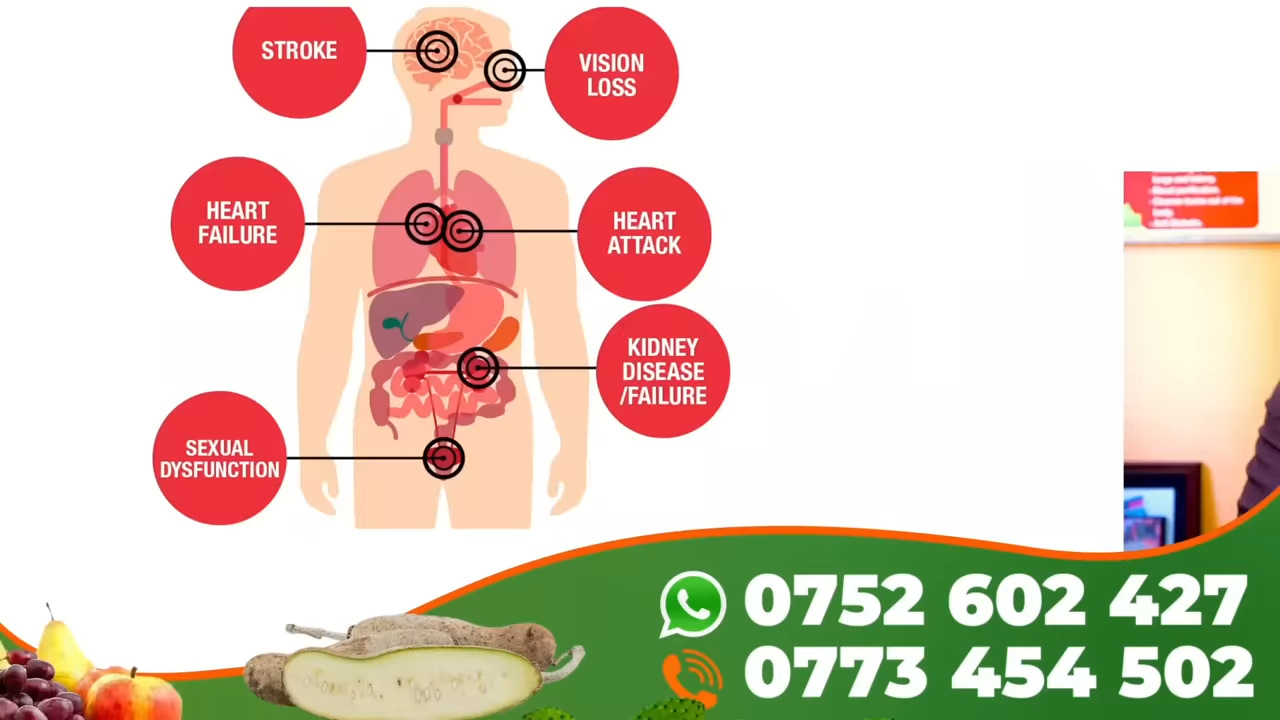 STROKE
VISION
LOSS
HEART
FAILURE
HEART
ATTACK
KIDNEY
DISEASE
/FAILURE
SEXUAL
DYSFUNCTION
0752 602 427
0773 454 502